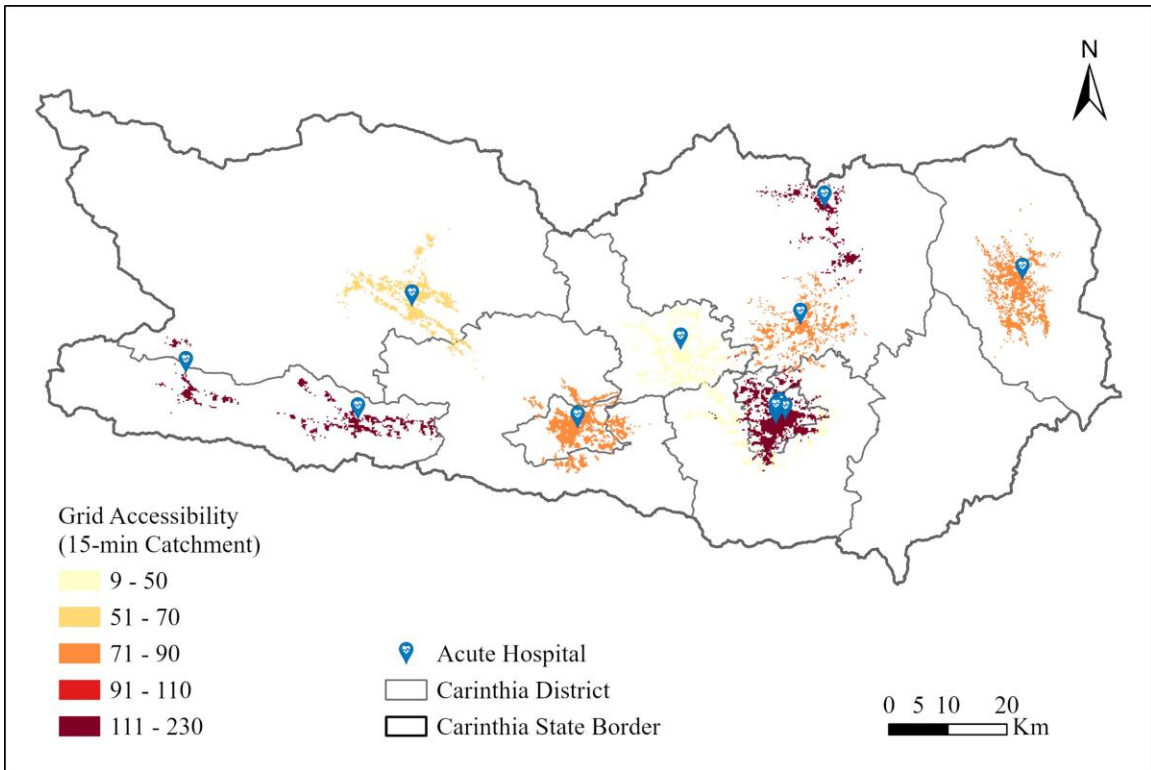 N
Grid Accessibility
(15-min Catchment)
9 - 50
51 - 70
71 - 90
91 - 110
111 - 230
Acute Hospital
Carinthia District
Carinthia State Border
0 5 10 20
Km